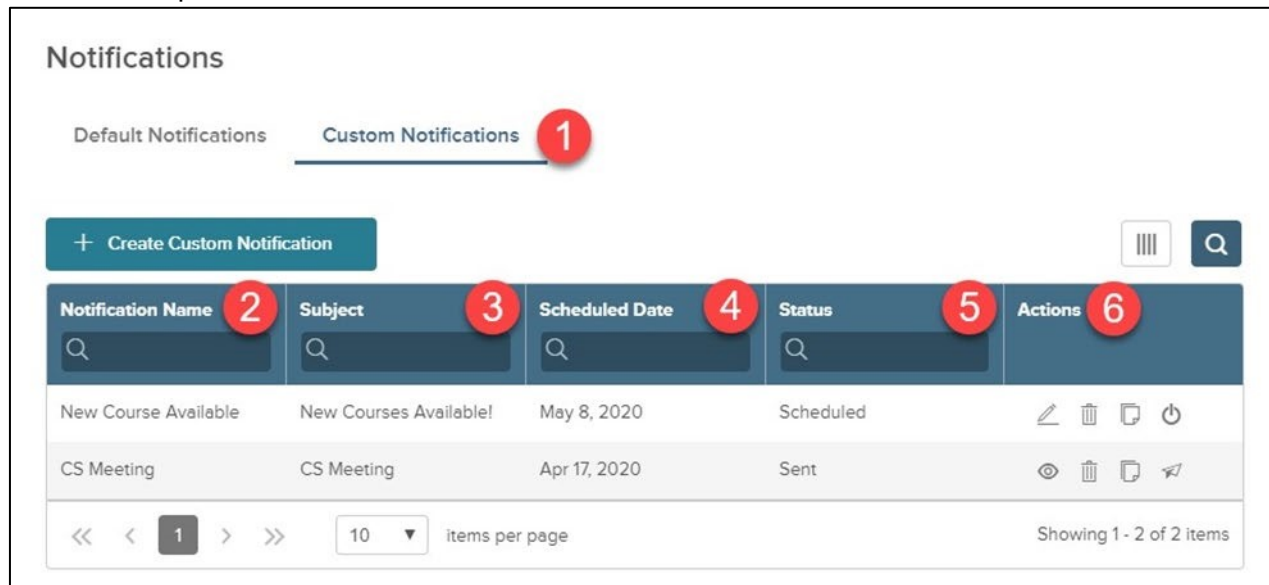 Notifications
Default Notifications Custom Notifications 1
+ Create Custom Notification
Notification Name 2 Subject 3 Scheduled Date 4 Status 5 Actions 6
New Course Available New Courses Available! May 8, 2020 Scheduled
CS Meeting CS Meeting Apr 17, 2020 Sent
1 10 items per page Showing 1 - 2 of 2 items